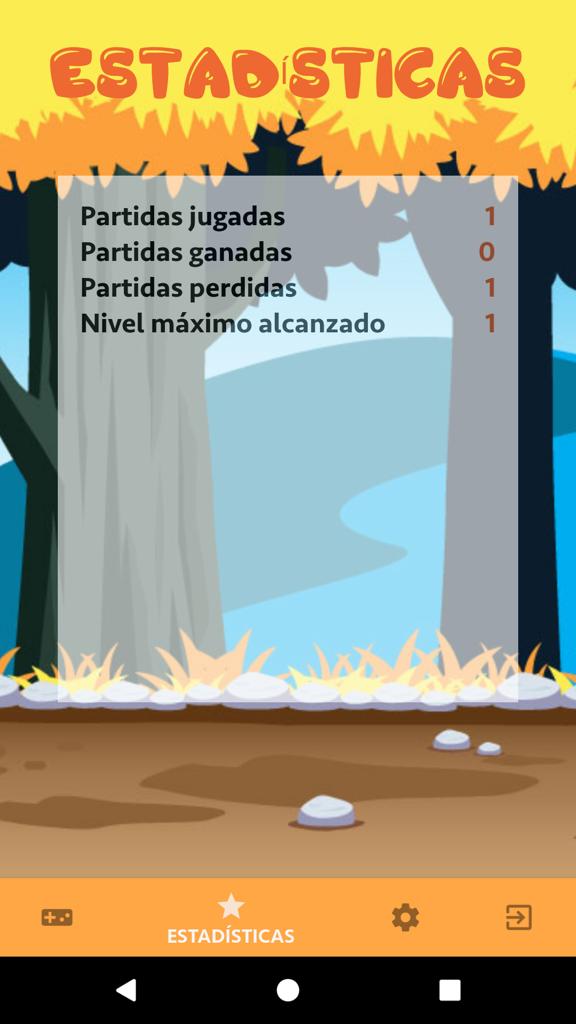 ESTADÍSTICAS
Partidas jugadas 1
Partidas ganadas 0
Partidas perdidas 1
Nivel máximo alcanzado 1
ESTADÍSTICAS